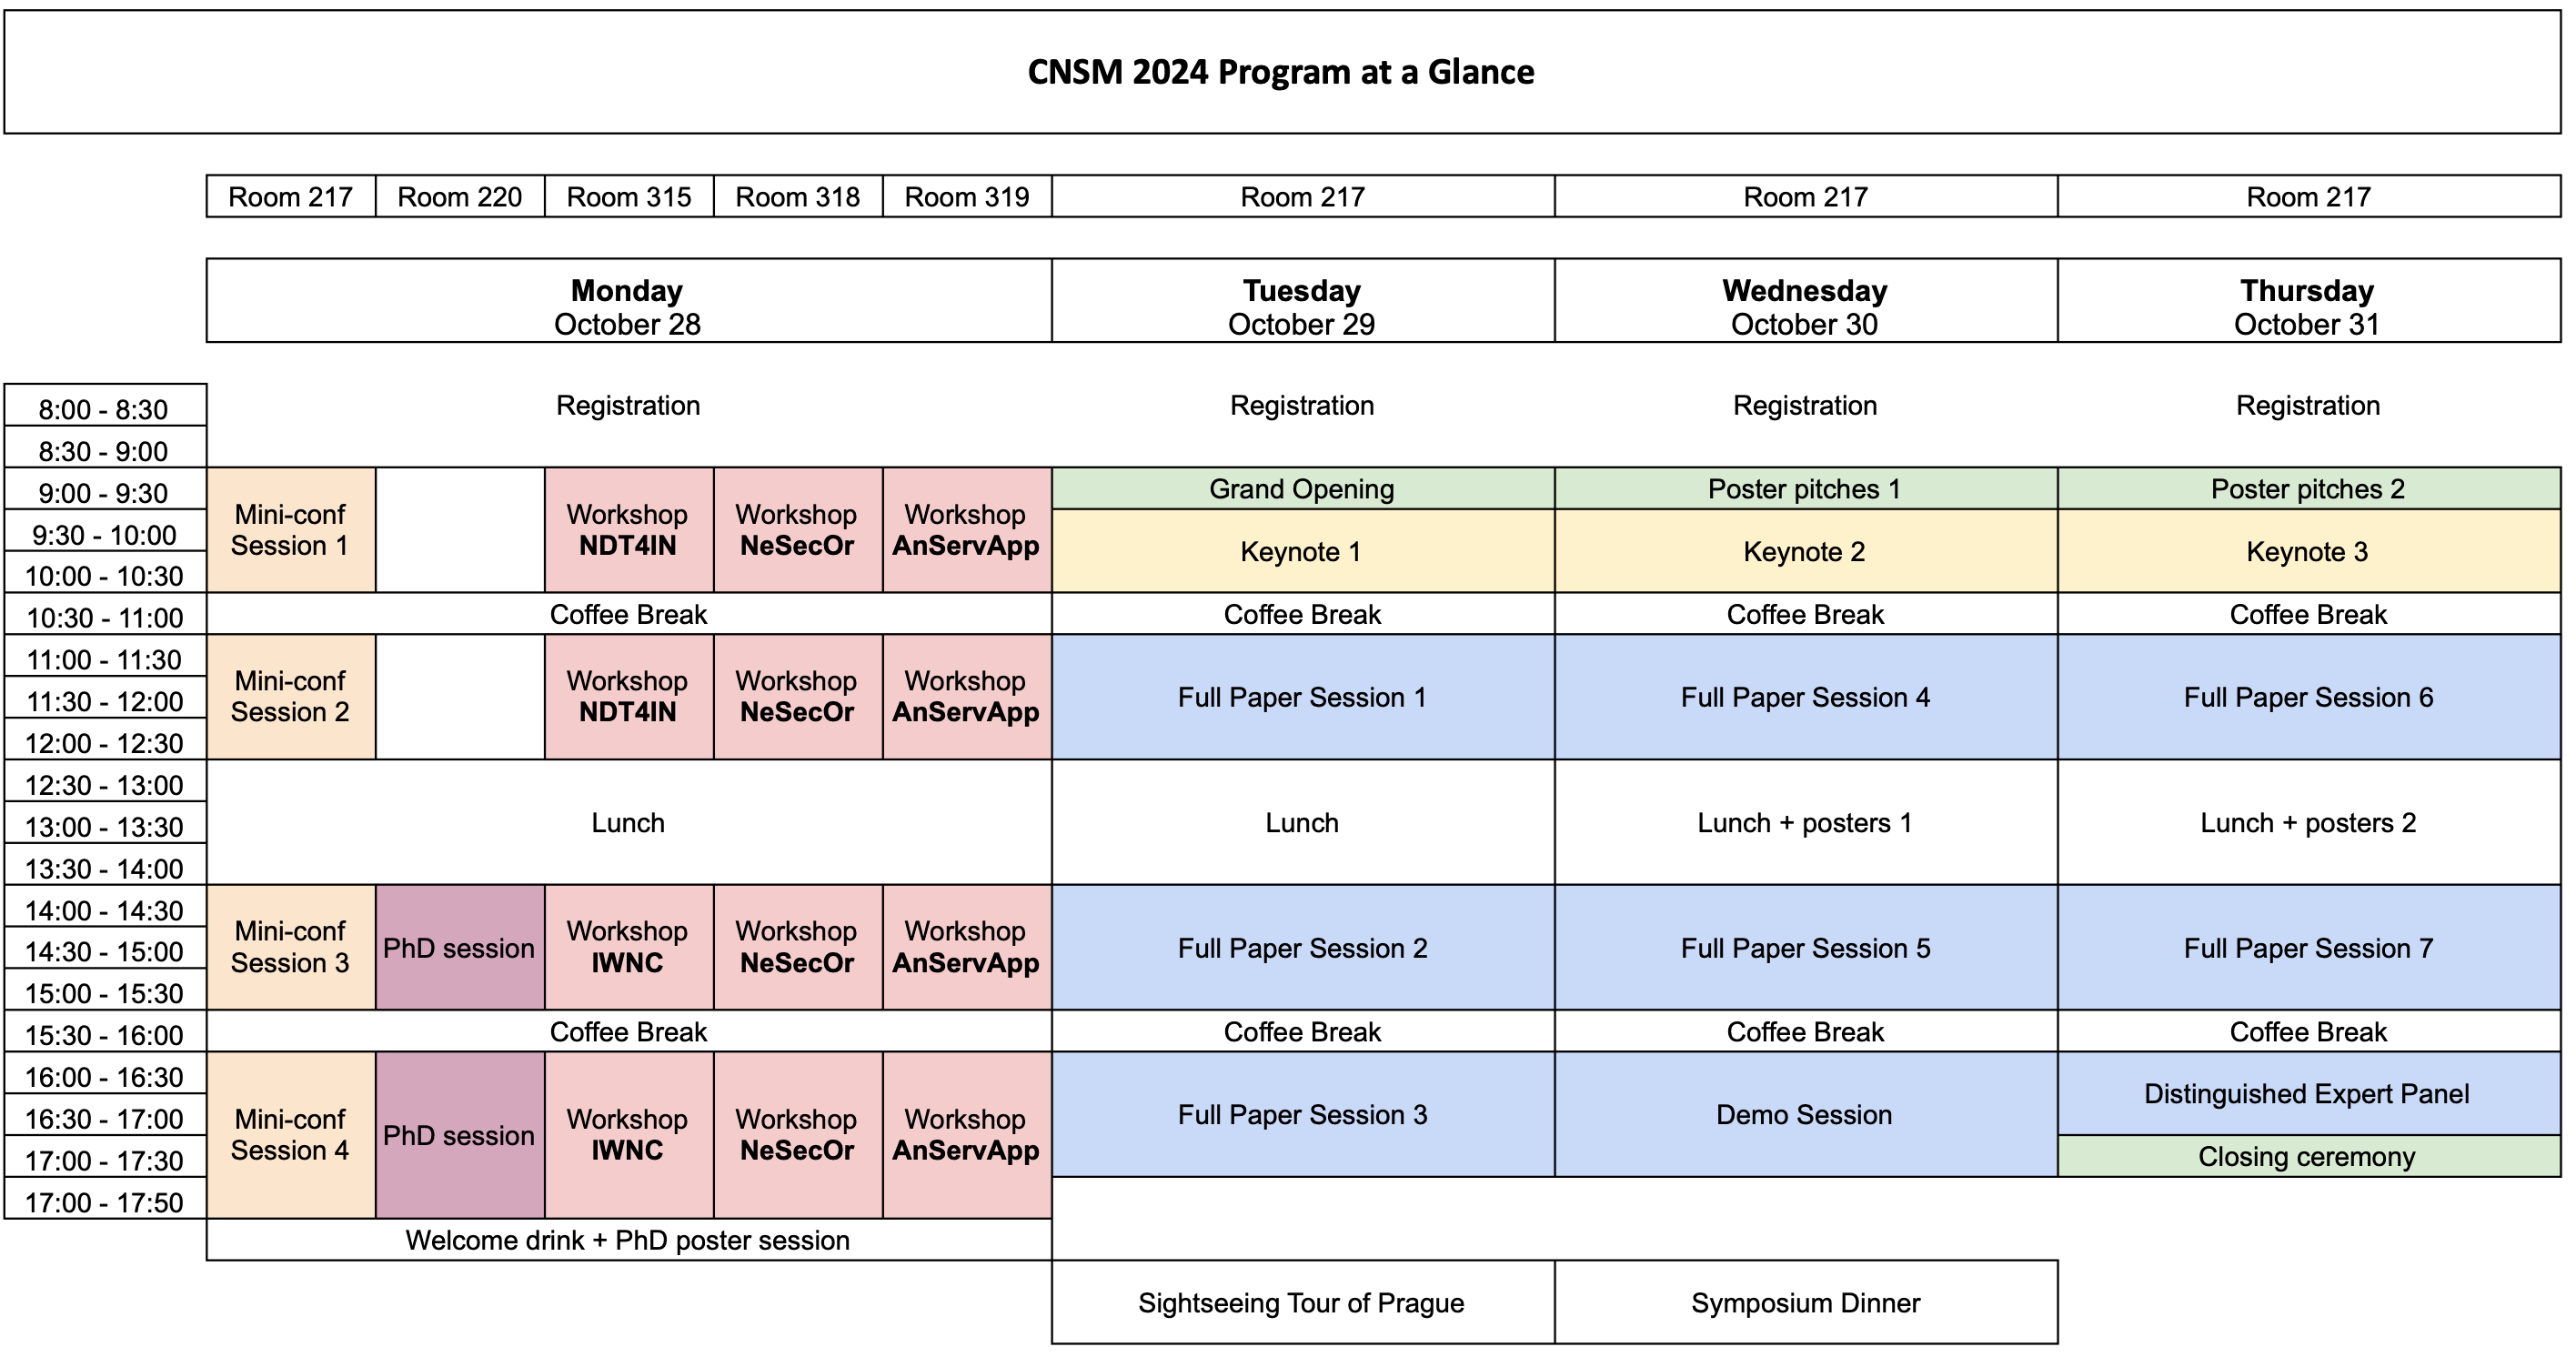 CNSM 2024 Program at a Glance
Room 217 Room 220 Room 315 Room 318 Room 319 Room 217 Room 217 Room 217
Monday Tuesday Wednesday Thursday
October 28 October 29 October 30 October 31
8:00 - 8:30 Registration Registration Registration Registration
8:30 - 9:00
9:00 - 9:30 Grand Opening Poster pitches 1 Poster pitches 2
Mini-conf Workshop Workshop Workshop
9:30 - 10:00
Session 1 NDT4IN NeSecOr AnServApp Keynote 1 Keynote 2 Keynote 3
10:00 - 10:30
10:30 - 11:00 Coffee Break Coffee Break Coffee Break Coffee Break
11:00 - 11:30
Mini-conf Workshop Workshop Workshop
11:30 - 12:00 Full Paper Session 1 Full Paper Session 4 Full Paper Session 6
Session 2 NDT4IN NeSecOr AnServApp
12:00 - 12:30
12:30 - 13:00
13:00 - 13:30 Lunch Lunch Lunch + posters 1 Lunch + posters 2
13:30 - 14:00
14:00 - 14:30
Mini-conf Workshop Workshop Workshop
14:30 - 15:00 PhD session Full Paper Session 2 Full Paper Session 5 Full Paper Session 7
Session 3 IWNC NeSecOr AnServApp
15:00 - 15:30
15:30 - 16:00 Coffee Break Coffee Break Coffee Break Coffee Break
16:00 - 16:30 Distinguished Expert Panel
16:30 - 17:00 Mini-conf Workshop Workshop Workshop Full Paper Session 3 Demo Session
PhD session
Session 4 IWNC NeSecOr AnServApp
17:00 - 17:30 Closing ceremony
17:00 - 17:50
Welcome drink + PhD poster session
Sightseeing Tour of Prague Symposium Dinner